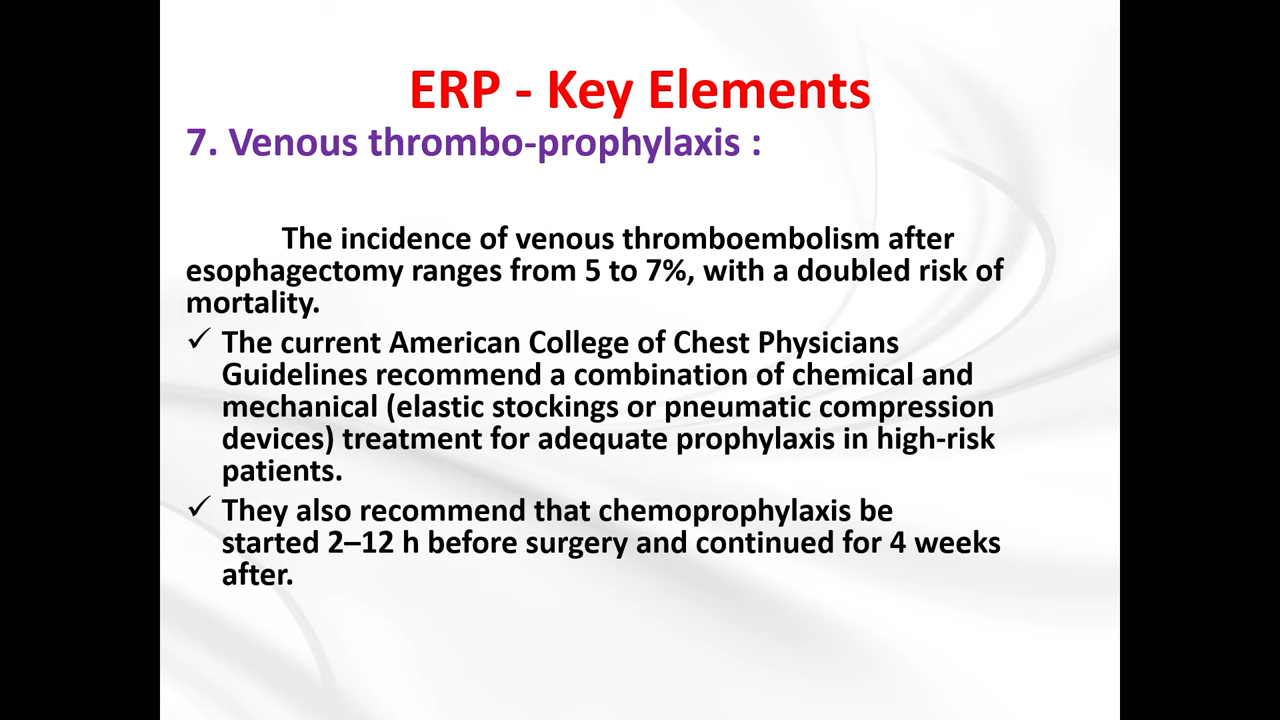 ERP - Key Elements
7. Venous thrombo-prophylaxis :
The incidence of venous thromboembolism after
esophagectomy ranges from 5 to 7%, with a doubled risk of
mortality.
✓ The current American College of Chest Physicians
Guidelines recommend a combination of chemical and
mechanical (elastic stockings or pneumatic compression
devices) treatment for adequate prophylaxis in high-risk
patients.
✓ They also recommend that chemoprophylaxis be
started 2–12 h before surgery and continued for 4 weeks
after.